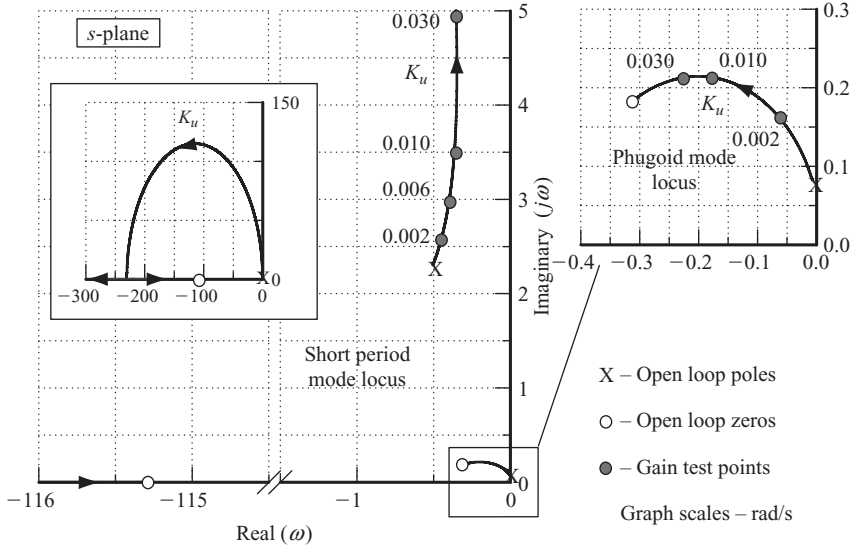 s-plane
5
4
3
2
1
0
Imaginary (jω)
0.030
K_u
0.010
0.006
0.002
X
150
K_u
X
0
−300
−200
−100
0
Short period
mode locus
X
−116
−115
−1
0
Real (ω)
0.3
0.2
0.1
0.0
0.030
0.010
K_u
0.002
Phugoid mode
locus
X
−0.4
−0.3
−0.2
−0.1
0.0
X – Open loop poles
– Open loop zeros
– Gain test points
Graph scales – rad/s